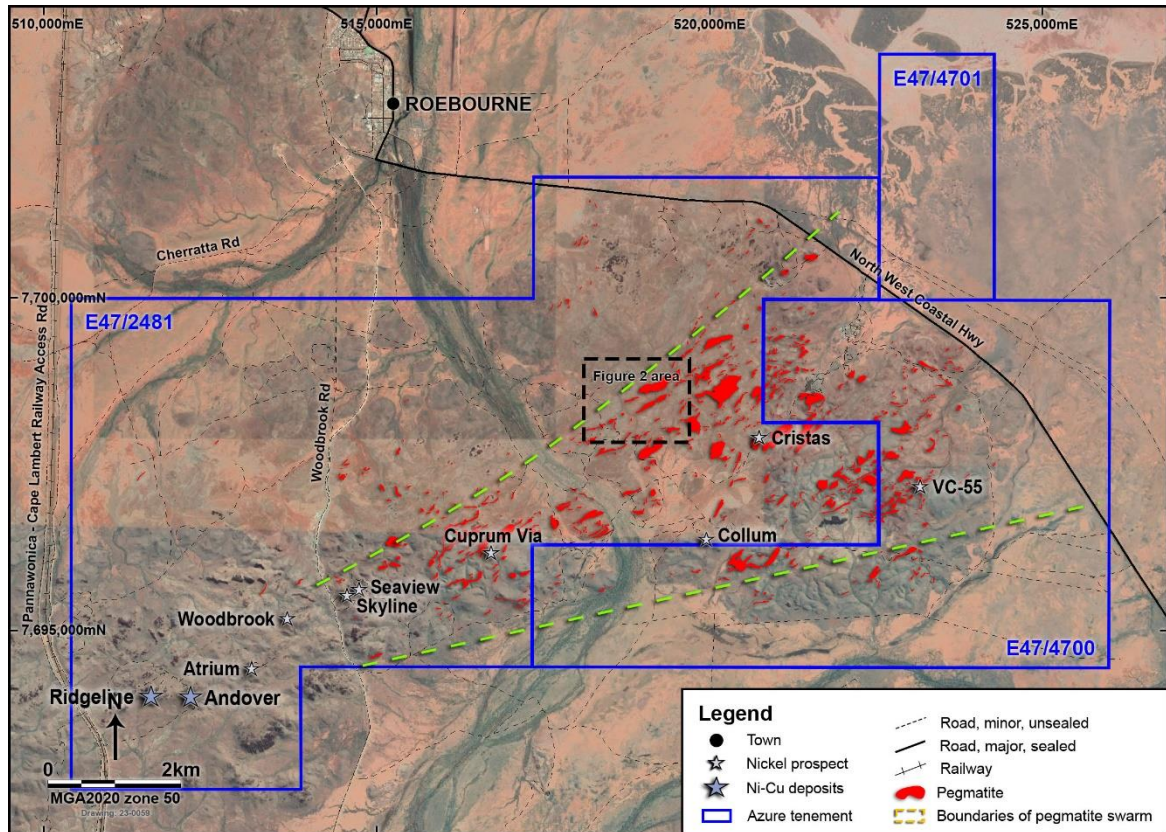 510,000mE
515,000mE
520,000mE
525,000mE
E47/4701
ROEBOURNE
Cherratta Rd
North West Coastal Hwy
7,700,000mN
E47/2481
Pannawonica - Cape Lambert Railway Access Rd
Woodbrook Rd
Figure 2 area
Cristas
VC-55
Cuprum Via
Collum
Seaview
Skyline
Woodbrook
7,695,000mN
E47/4700
Atrium
Ridgeline
Andover
N
0 2km
MGA2020 zone 50
Drawing: 23-0059
Legend
Town
Nickel prospect
Ni-Cu deposits
Azure tenement
Road, minor, unsealed
Road, major, sealed
Railway
Pegmatite
Boundaries of pegmatite swarm